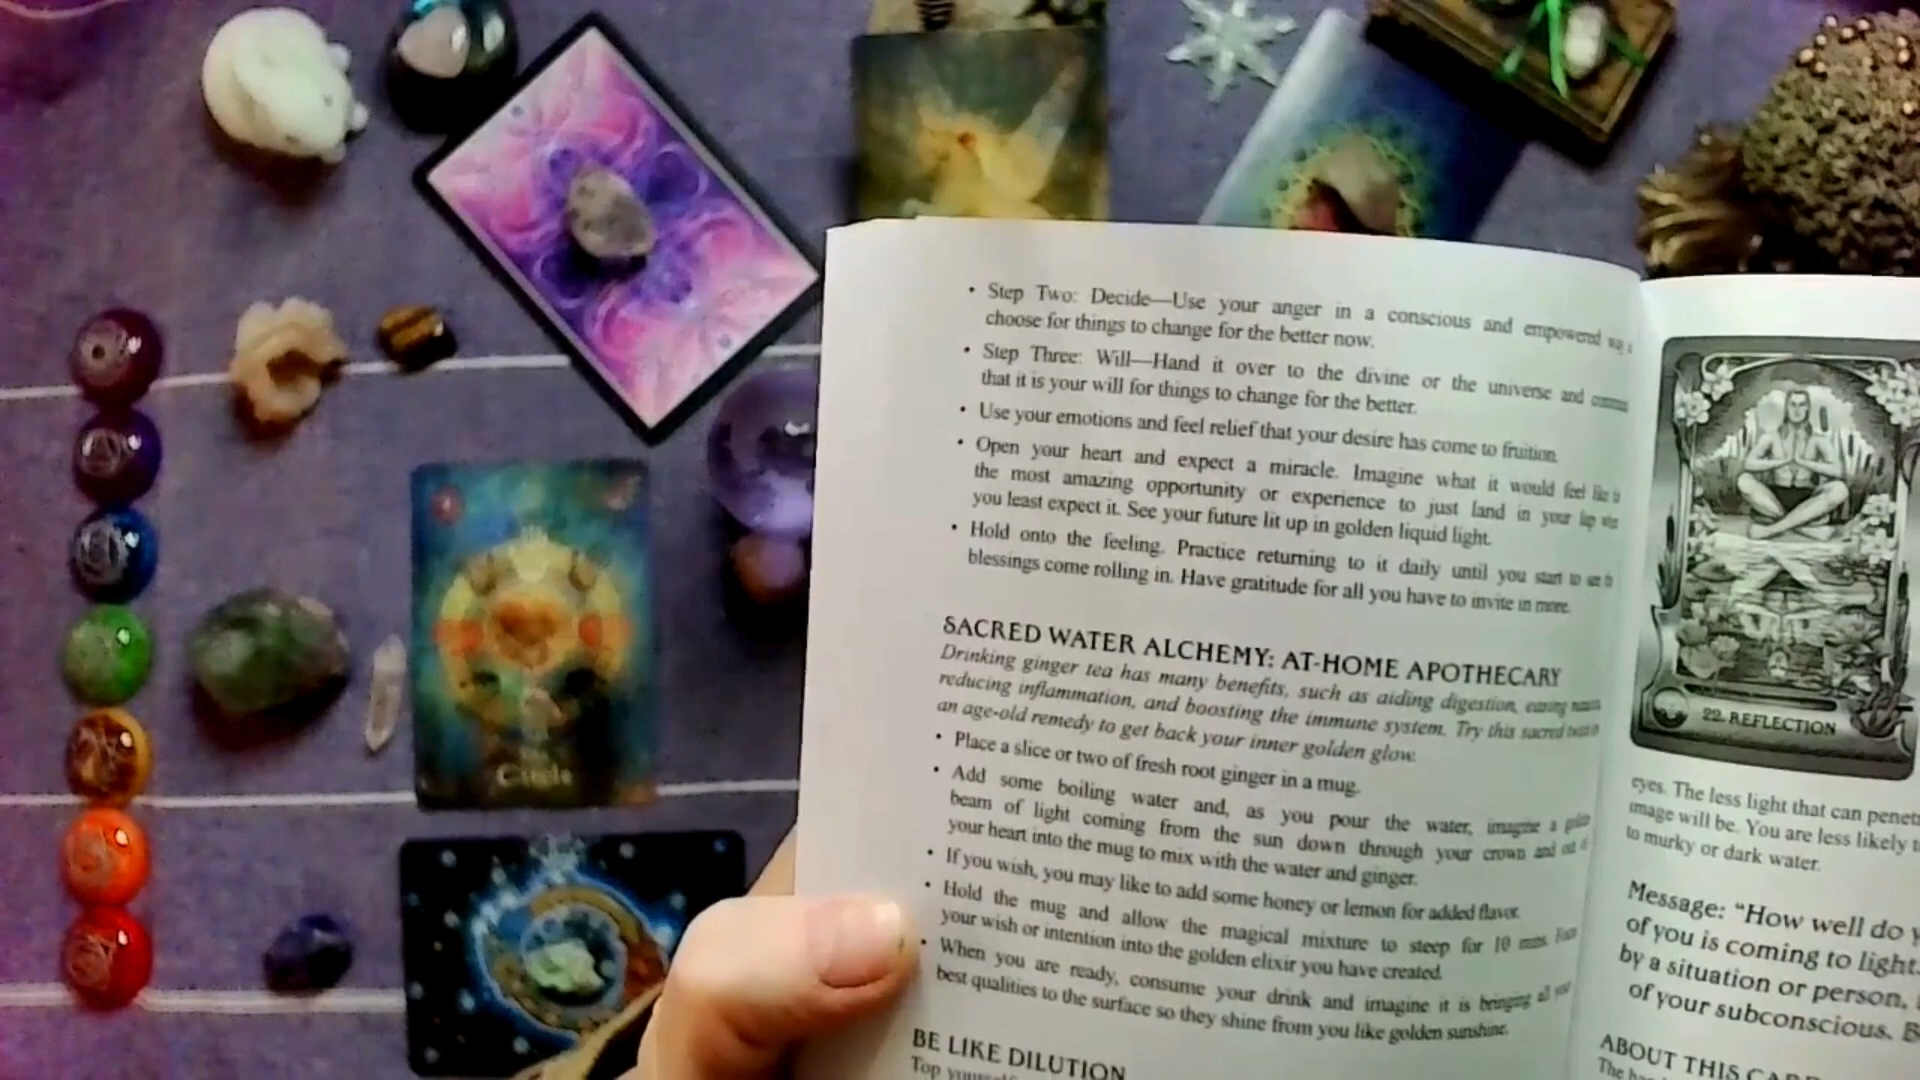 • Step Two: Decide—Use your anger in a conscious and empowered way
choose for things to change for the better now.
• Step Three: Will—Hand it over to the divine or the universe and
that it is your will for things to change for the better.
• Use your emotions and feel relief that your desire has come to fruition.
• Open your heart and expect a miracle. Imagine what it would feel like
the most amazing opportunity or experience to just land in your lap
you least expect it. See your future lit up in golden liquid light.
• Hold onto the feeling. Practice returning to it daily until you start to see
blessings come rolling in. Have gratitude for all you have to invite in more.
SACRED WATER ALCHEMY: AT-HOME APOTHECARY
Drinking ginger tea has many benefits, such as aiding digestion, easing
reducing inflammation, and boosting the immune system. Try this sacred
an age-old remedy to get back your inner golden glow.
• Place a slice or two of fresh root ginger in a mug.
• Add some boiling water and, as you pour the water, imagine a
beam of light coming from the sun down through your crown and out
your heart into the mug to mix with the water and ginger.
• If you wish, you may like to add some honey or lemon for added flavor.
• Hold the mug and allow the magical mixture to steep for 10
your wish or intention into the golden elixir you have created.
• When you are ready, consume your drink and imagine it is bringing all your
best qualities to the surface so they shine from you like golden sunshine.
BE LIKE DILUTION
Top
22. REFLECTION
eyes. The less light that can
image will be. You are less likely
to murky or dark water.
Message: "How well do
of you is coming to light.
by a situation or person,
of your subconscious.
ABOUT THIS
Circle